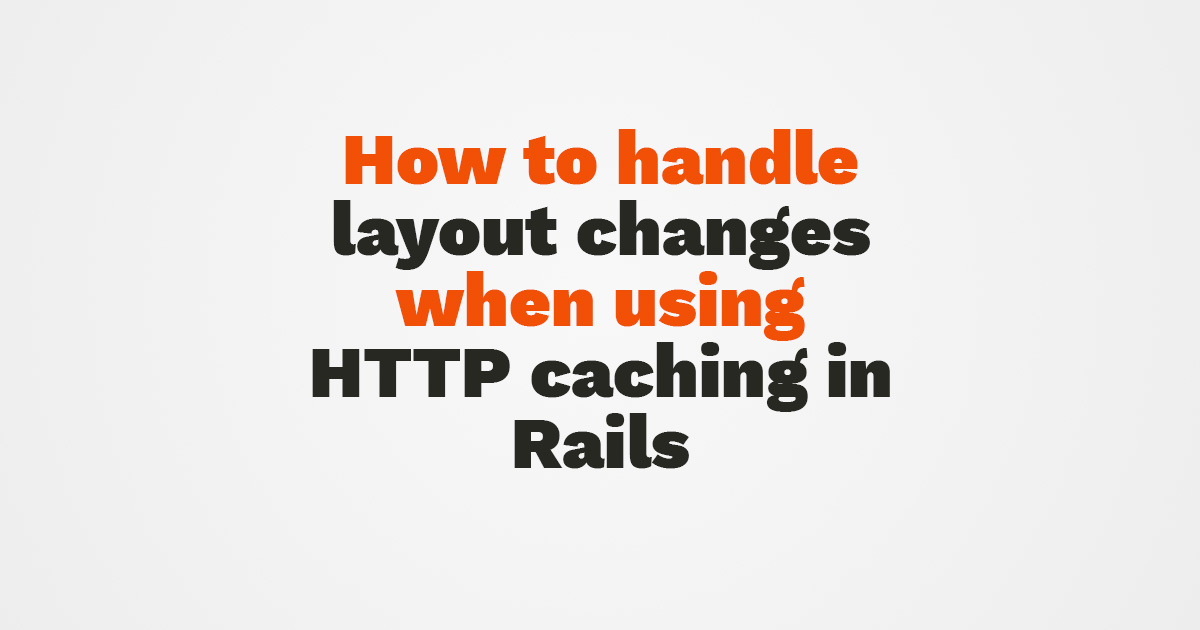 How to handle
layout changes
when using
HTTP caching in
Rails